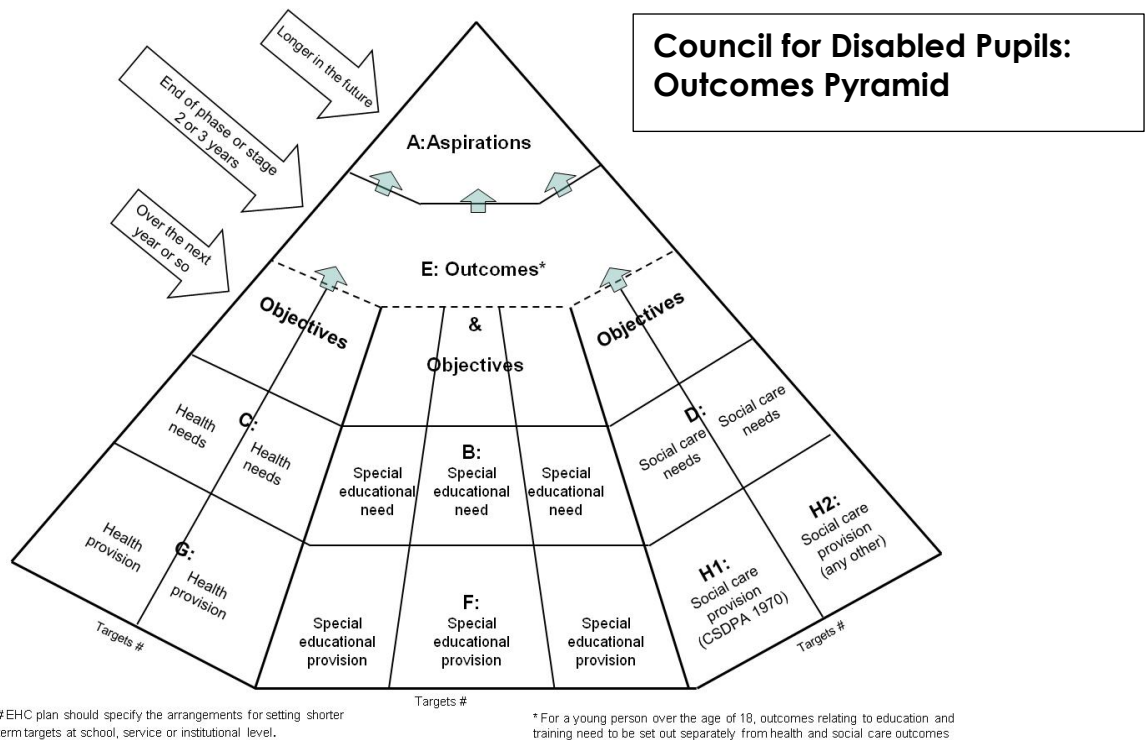 Council for Disabled Pupils:
Outcomes Pyramid
Longer in the future
End of phase or stage
2 or 3 years
Over the next
year or so
A:Aspirations
E: Outcomes*
&
Objectives
Objectives
Objectives
C:
Health
needs
Health
needs
B:
Special
educational
need
Special
educational
need
Special
educational
need
D:
Social care
needs
Social care
needs
G:
Health
provision
Health
provision
F:
Special
educational
provision
Special
educational
provision
Special
educational
provision
H1:
Social care
provision
(CSDPA 1970)
H2:
Social care
provision
(any other)
Targets #
Targets #
Targets #
# EHC plan should specify the arrangements for setting shorter
term targets at school, service or institutional level.
* For a young person over the age of 18, outcomes relating to education and
training need to be set out separately from health and social care outcomes